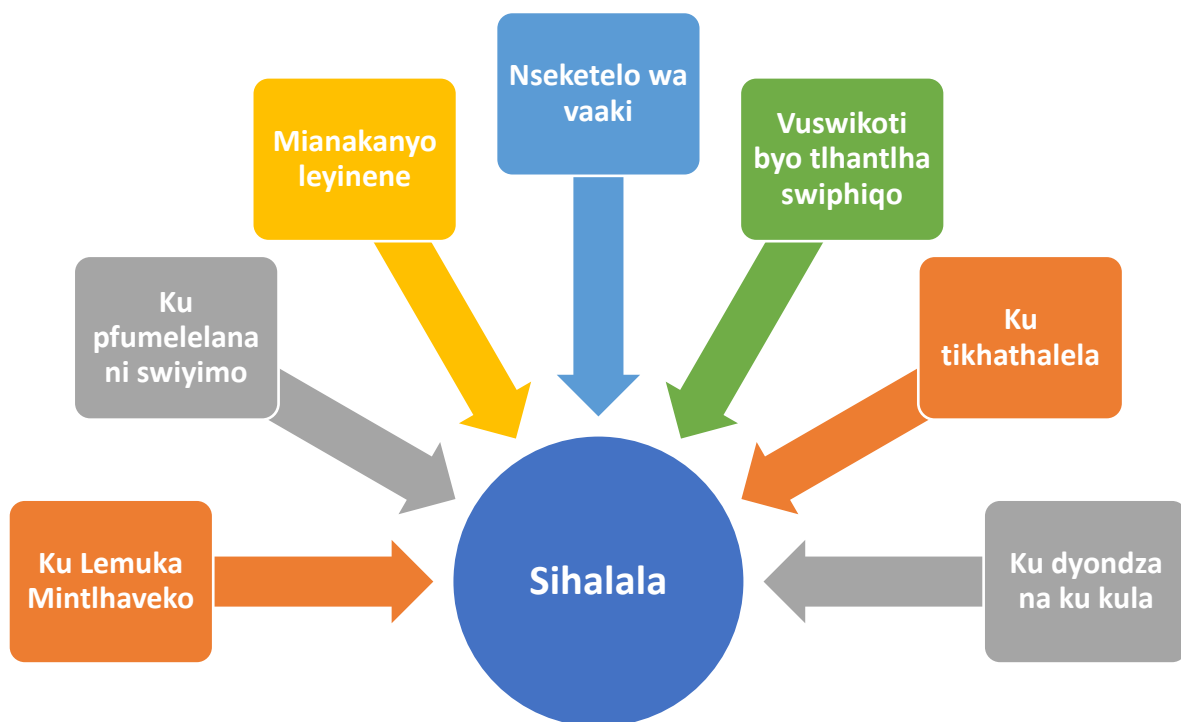 Nseketelo wa
vaaki
Mianakanyo
leyinene
Vuswikoti
byo tlhantlha
swiphiqo
Ku
pfumelelana
ni swiyimo
Ku
tikhathalela
Ku Lemuka
Mintlhaveko
Sihalala
Ku dyondza
na ku kula